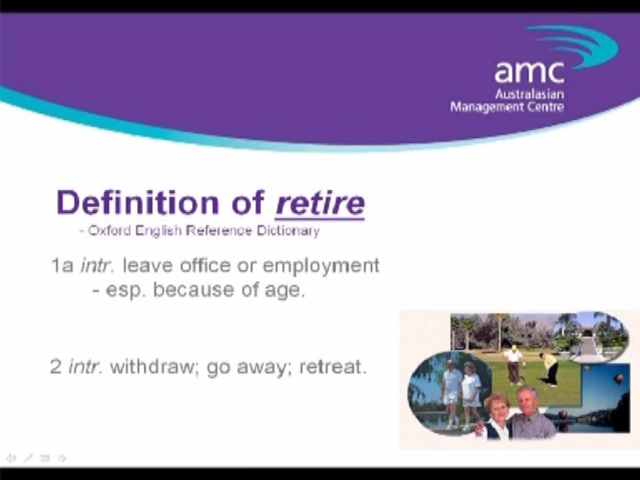 amc
Australasian
Management Centre
Definition of retire
- Oxford English Reference Dictionary
1a intr. leave office or employment
- esp. because of age.
2 intr. withdraw; go away; retreat.